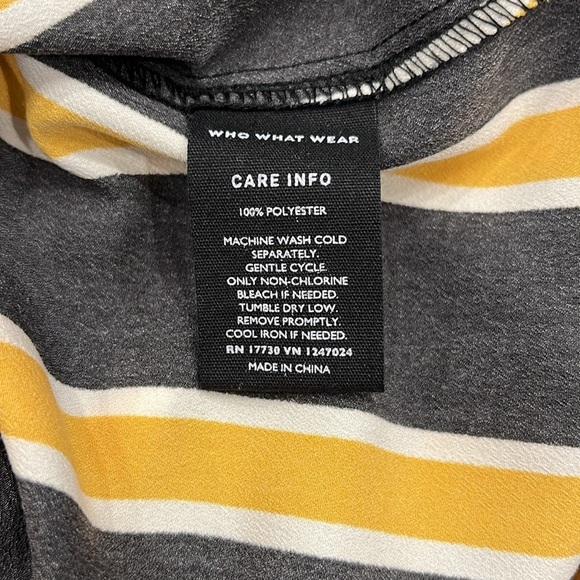 WHO WHAT WEAR
CARE INFO
100% POLYESTER
MACHINE WASH COLD
SEPARATELY.
GENTLE CYCLE.
ONLY NON-CHLORINE
BLEACH IF NEEDED.
TUMBLE DRY LOW.
REMOVE PROMPTLY.
COOL IRON IF NEEDED.
RN 17730 VN 1247024
MADE IN CHINA